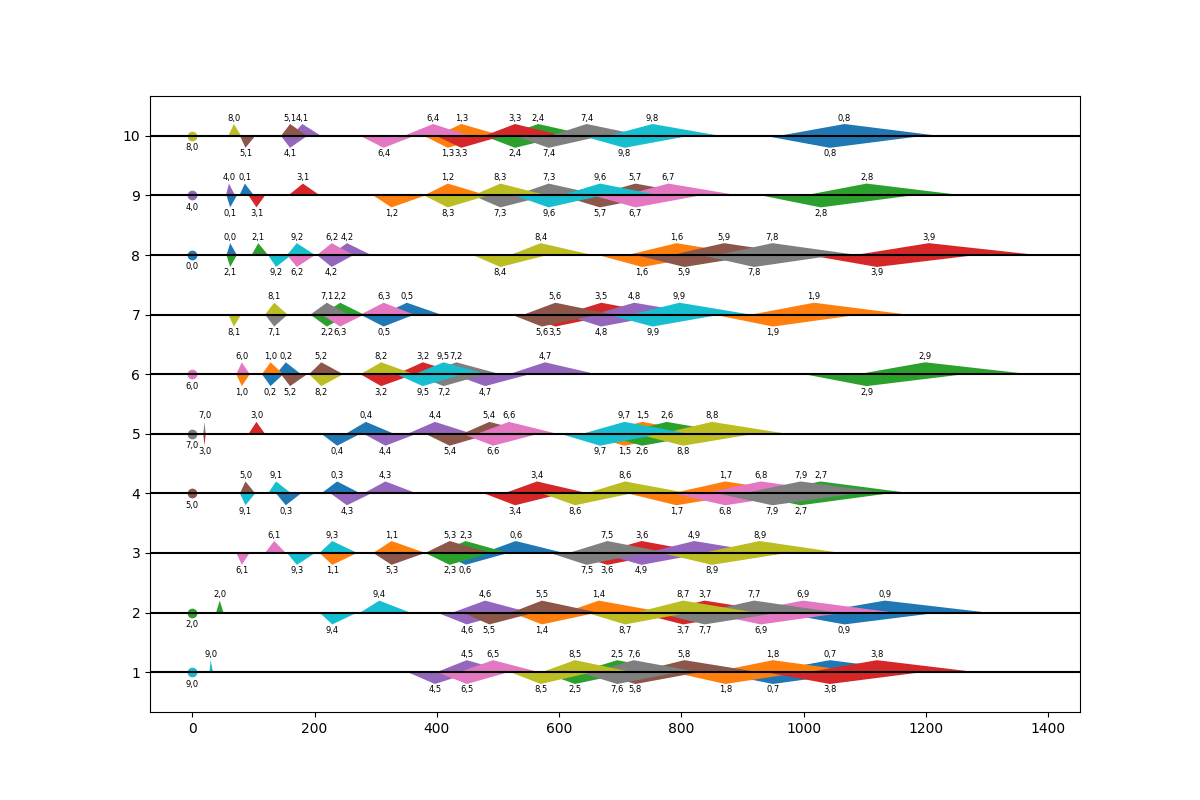 8,0 5,1 4,1 6,4 1,3 3,3 2,4 7,4 9,8 0,8
10
8,0 5,1 4,1 6,4 1,3 3,3 2,4 7,4 9,8 0,8
4,0 0,1 3,1 1,2 8,3 7,3 9,6 5,7 6,7 2,8
9
4,0 0,1 3,1 1,2 8,3 7,3 9,6 5,7 6,7 2,8
0,0 2,1 9,2 6,2 4,2 8,4 1,6 5,9 7,8 3,9
8
0,0 2,1 9,2 6,2 4,2 8,4 1,6 5,9 7,8 3,9
8,1 7,1 2,2 6,3 0,5 5,6 3,5 4,8 9,9 1,9
7
8,1 7,1 2,2 6,3 0,5 5,6 3,5 4,8 9,9 1,9
6,0 1,0 0,2 5,2 8,2 3,2 9,5 7,2 4,7 2,9
6
6,0 1,0 0,2 5,2 8,2 3,2 9,5 7,2 4,7 2,9
7,0 3,0 0,4 4,4 5,4 6,6 9,7 1,5 2,6 8,8
5
7,0 3,0 0,4 4,4 5,4 6,6 9,7 1,5 2,6 8,8
5,0 9,1 0,3 4,3 3,4 8,6 1,7 6,8 7,9 2,7
4
5,0 9,1 0,3 4,3 3,4 8,6 1,7 6,8 7,9 2,7
6,1 9,3 1,1 5,3 2,3 0,6 7,5 3,6 4,9 8,9
3
6,1 9,3 1,1 5,3 2,3 0,6 7,5 3,6 4,9 8,9
2,0 9,4 4,6 5,5 1,4 8,7 3,7 7,7 6,9 0,9
2
2,0 9,4 4,6 5,5 1,4 8,7 3,7 7,7 6,9 0,9
9,0 4,5 6,5 8,5 2,5 7,6 5,8 1,8 0,7 3,8
1
9,0 4,5 6,5 8,5 2,5 7,6 5,8 1,8 0,7 3,8
0 200 400 600 800 1000 1200 1400